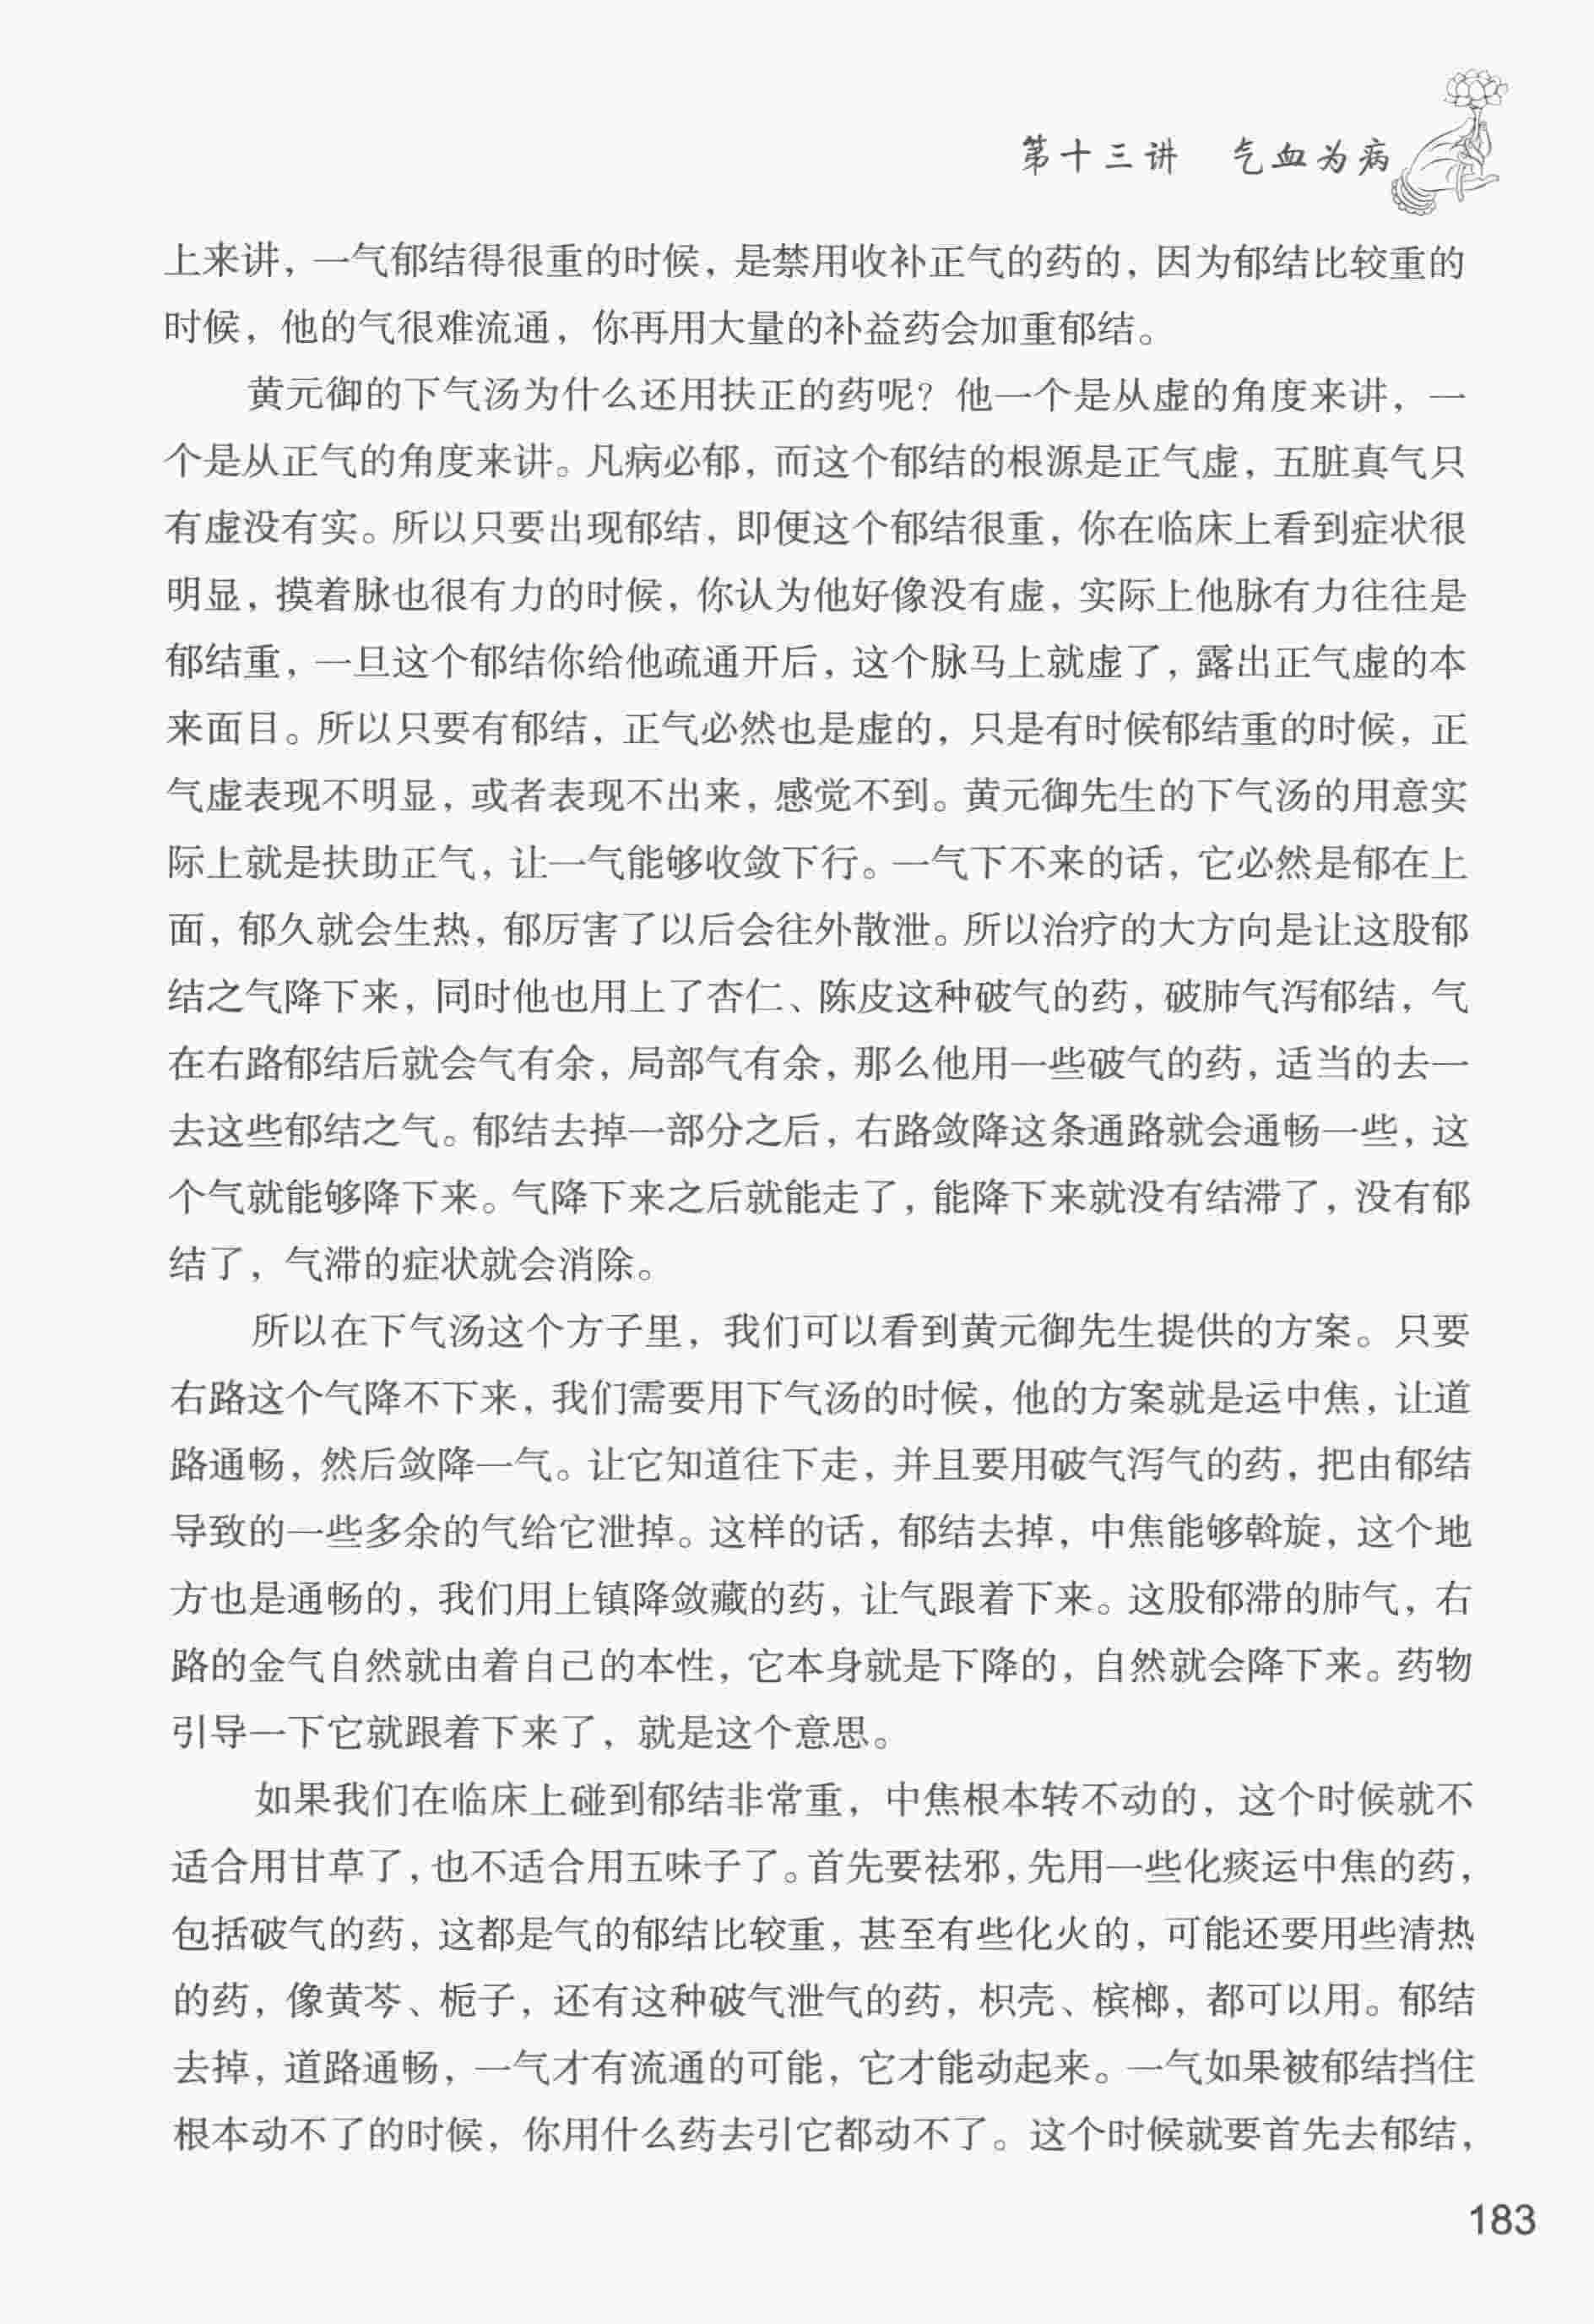 第十三讲 气血为病
上来讲，一气郁结得很重的时候，是禁用收补正气的药的，因为郁结比较重的
时候，他的气很难流通，你再用大量的补益药会加重郁结。
黄元御的下气汤为什么还用扶正的药呢？他一个是从虚的角度来讲，一
个是从正气的角度来讲。凡病必郁，而这个郁结的根源是正气虚，五脏真气只
有虚没有实。所以只要出现郁结，即便这个郁结很重，你在临床上看到症状很
明显，摸着脉也很有力的时候，你认为他好像没有虚，实际上他脉有力往往是
郁结重，一旦这个郁结你给他疏通开后，这个脉马上就虚了，露出正气虚的本
来面目。所以只要有郁结，正气必然也是虚的，只是有时候郁结重的时候，正
气虚表现不明显，或者表现不出来，感觉不到。黄元御先生的下气汤的用意实
际上就是扶助正气，让一气能够收敛下行。一气下不来的话，它必然是郁在上
面，郁久就会生热，郁厉害了以后会往外散泄。所以治疗的大方向是让这股郁
结之气降下来，同时他也用上了杏仁、陈皮这种破气的药，破肺气泻郁结，气
在右路郁结后就会气有余，局部气有余，那么他用一些破气的药，适当的去一
去这些郁结之气。郁结去掉一部分之后，右路敛降这条通路就会通畅一些，这
个气就能够降下来。气降下来之后就能走了，能降下来就没有结滞了，没有郁
结了，气滞的症状就会消除。
所以在下气汤这个方子里，我们可以看到黄元御先生提供的方案。只要
右路这个气降不下来，我们需要用下气汤的时候，他的方案就是运中焦，让道
路通畅，然后敛降一气。让它知道往下走，并且要用破气泻气的药，把由郁结
导致的一些多余的气给它泄掉。这样的话，郁结去掉，中焦能够斡旋，这个地
方也是通畅的，我们用上镇降敛藏的药，让气跟着下来。这股郁滞的肺气，右
路的金气自然就由着自己的本性，它本身就是下降的，自然就会降下来。药物
引导一下它就跟着下来了，就是这个意思。
如果我们在临床上碰到郁结非常重，中焦根本转不动的，这个时候就不
适合用甘草了，也不适合用五味子了。首先要祛邪，先用一些化痰运中焦的药，
包括破气的药，这都是气的郁结比较重，甚至有些化火的，可能还要用些清热
的药，像黄芩、栀子，还有这种破气泄气的药，枳壳、槟榔，都可以用。郁结
去掉，道路通畅，一气才有流通的可能，它才能动起来。一气如果被郁结挡住
根本动不了的时候，你用什么药去引它都动不了。这个时候就要首先去郁结，
183